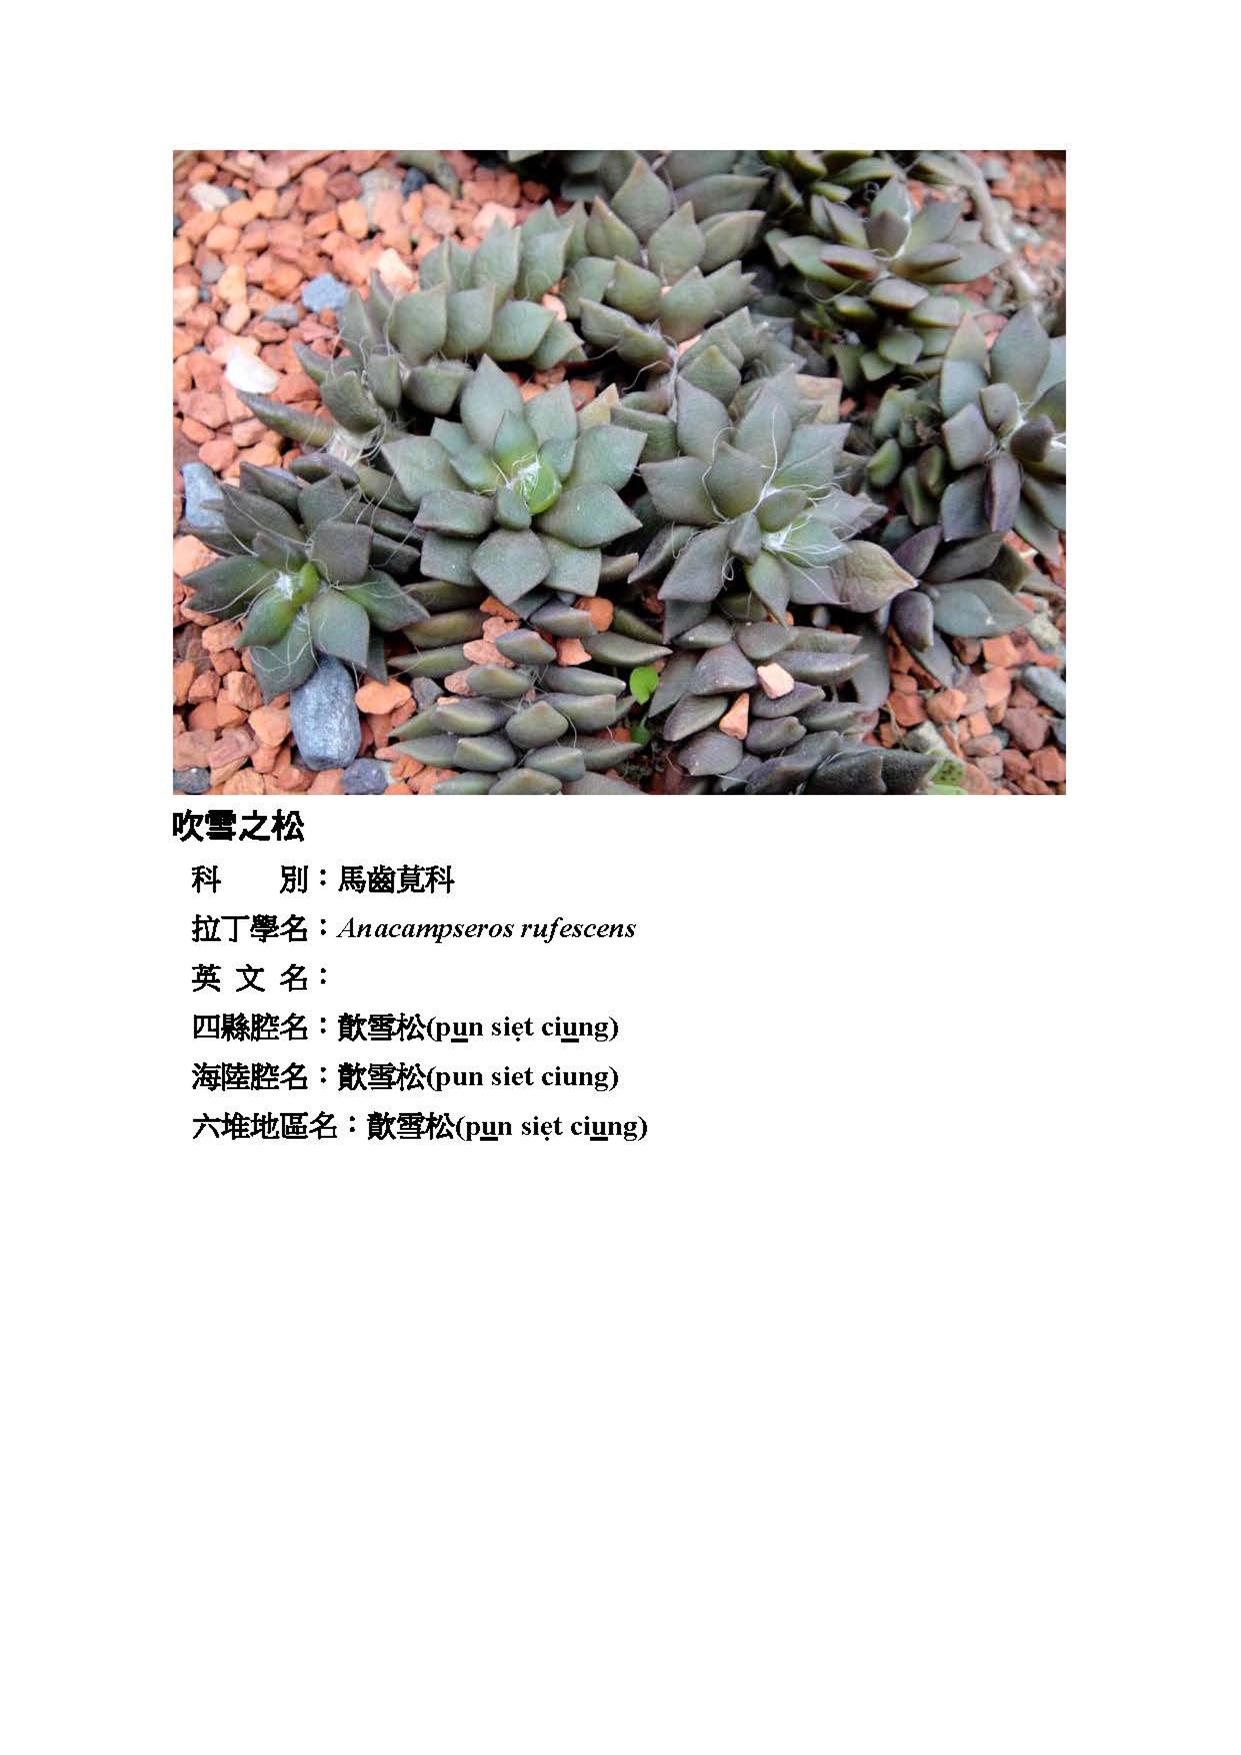 吹雪之松
科　　別：馬齒莧科
拉丁學名：Anacampseros rufescens
英 文 名：
四縣腔名：歕雪松(pun siẹt ciung)
海陸腔名：歕雪松(pun siet ciung)
六堆地區名：歕雪松(pun siẹt ciung)